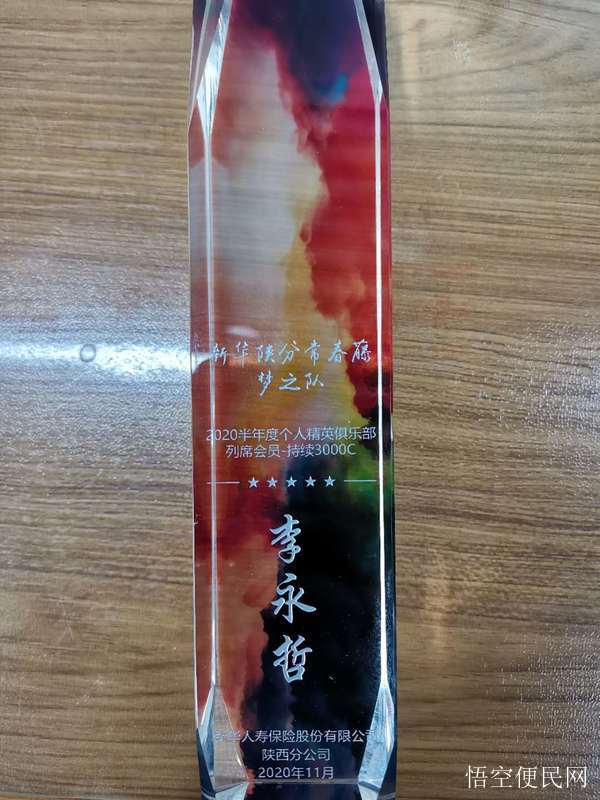 新华陕分常春藤
梦之队
2020半年度个人精英俱乐部
列席会员-持续3000C
★★★★★
李永哲
新华人寿保险股份有限公司
陕西分公司
2020年11月
悟空便民网